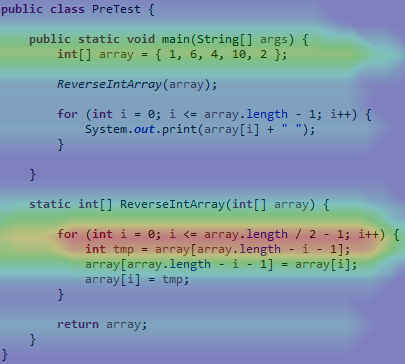 public class PreTest {
public static void main(String[] args) {
int[] array = { 1, 6, 4, 10, 2 };
ReverseIntArray(array);
for (int i = 0; i <= array.length - 1; i++) {
System.out.print(array[i] + " ");
}
}
static int[] ReverseIntArray(int[] array) {
for (int i = 0; i <= array.length / 2 - 1; i++) {
int tmp = array[array.length - i - 1];
array[array.length - i - 1] = array[i];
array[i] = tmp;
}
return array;
}
}